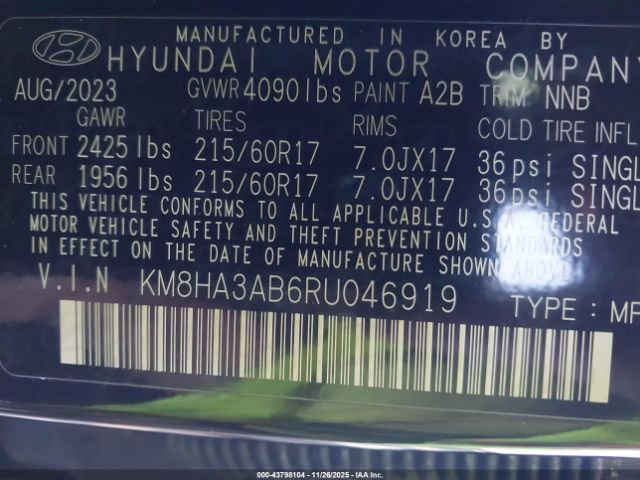 MANUFACTURED IN KOREA BY
HYUNDAI MOTOR COMPANY
AUG/2023 GVWR 4090 lbs PAINT A2B TRIM NNB
GAWR TIRES RIMS COLD TIRE INFL
FRONT 2425 lbs 215/60R17 7.0JX17 36 psi SINGL
REAR 1956 lbs 215/60R17 7.0JX17 36 psi SINGL
THIS VEHICLE CONFORMS TO ALL APPLICABLE U.S.A. FEDERAL
MOTOR VEHICLE SAFETY AND THEFT PREVENTION STANDARDS
IN EFFECT ON THE DATE OF MANUFACTURE SHOWN ABOVE.
V.I.N KM8HA3AB6RU046919
TYPE : MP
000-43798104 - 11/26/2025 - IAA Inc.